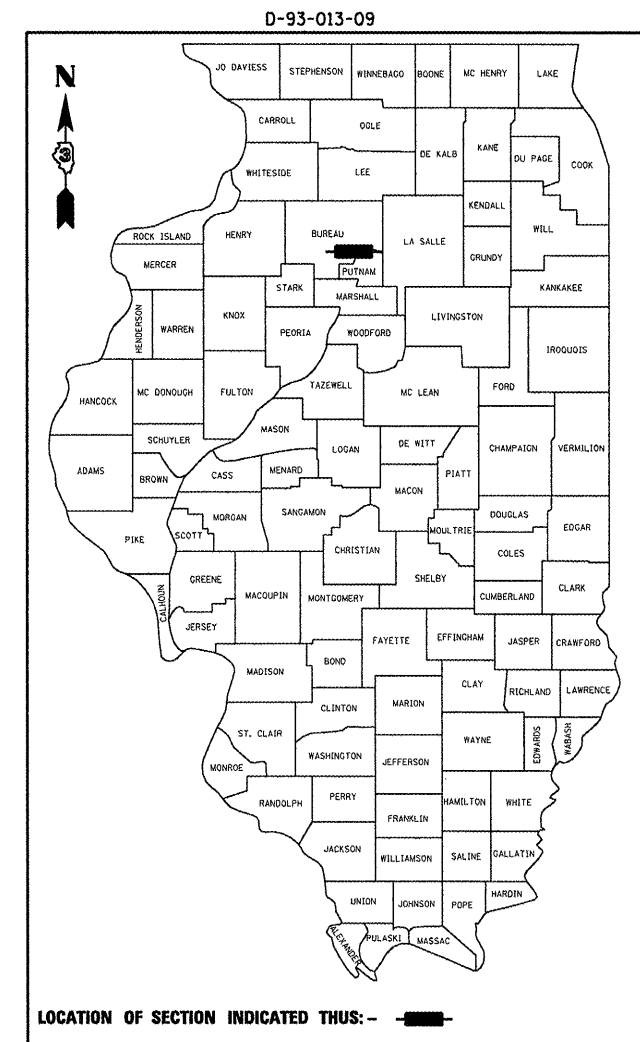 D-93-013-09
JO DAVIESS
STEPHENSON
WINNEBAGO
BOONE
MC HENRY
LAKE
N
CARROLL
OGLE
DE KALB
KANE
DU PAGE
COOK
WHITESIDE
LEE
KENDALL
ROCK ISLAND
HENRY
BUREAU
LA SALLE
GRUNDY
WILL
MERCER
PUTNAM
STARK
MARSHALL
KANKAKEE
HENDERSON
WARREN
KNOX
PEORIA
WOODFORD
LIVINGSTON
IROQUOIS
HANCOCK
MC DONOUGH
FULTON
TAZEWELL
MC LEAN
FORD
SCHUYLER
MASON
LOGAN
DE WITT
CHAMPAIGN
VERMILION
ADAMS
BROWN
CASS
MENARD
MACON
PIATT
PIKE
SCOTT
MORGAN
SANGAMON
CHRISTIAN
MOULTRIE
DOUGLAS
EDGAR
COLES
CALHOUN
GREENE
MACOUPIN
MONTGOMERY
SHELBY
CUMBERLAND
CLARK
JERSEY
FAYETTE
EFFINGHAM
JASPER
CRAWFORD
MADISON
BOND
CLAY
RICHLAND
LAWRENCE
CLINTON
MARION
ST. CLAIR
WAYNE
EDWARDS
WABASH
MONROE
WASHINGTON
JEFFERSON
RANDOLPH
PERRY
FRANKLIN
HAMILTON
WHITE
JACKSON
WILLIAMSON
SALINE
GALLATIN
UNION
JOHNSON
POPE
HARDIN
ALEXANDER
PULASKI
MASSAC
LOCATION OF SECTION INDICATED THUS: -